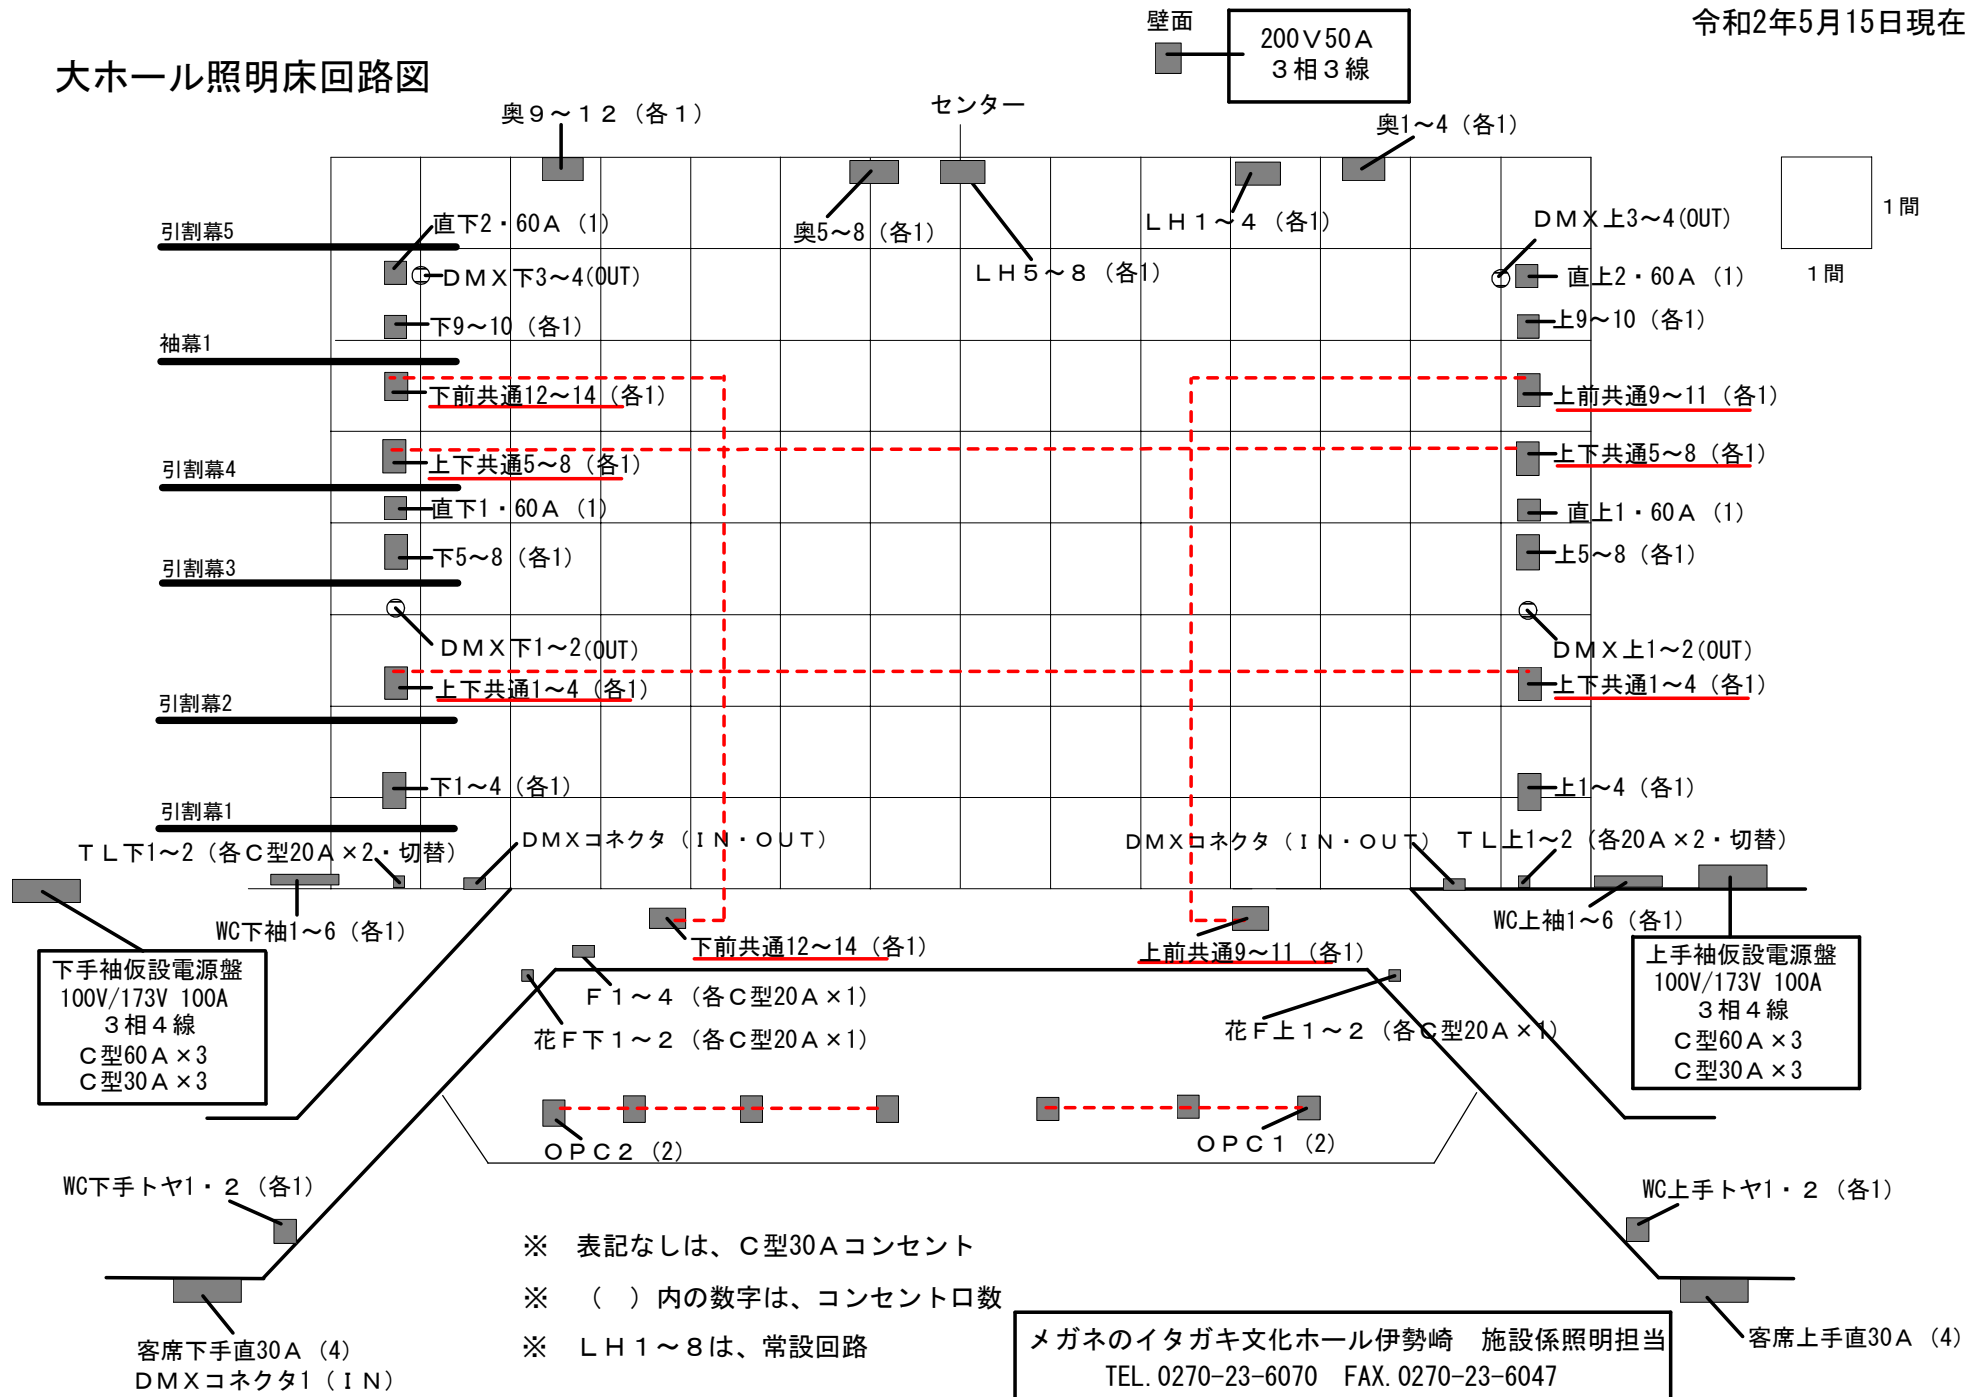 令和2年5月15日現在
壁面
200V50A
3相3線
大ホール照明床回路図
奥9～12（各1）
センター
奥1～4（各1）
1間
1間
引割幕5
直下2・60A（1）
奥5～8（各1）
LH1～4（各1）
DMX上3～4(OUT)
DMX下3～4(OUT)
LH5～8（各1）
直上2・60A（1）
下9～10（各1）
上9～10（各1）
袖幕1
下前共通12～14（各1）
上前共通9～11（各1）
引割幕4
上下共通5～8（各1）
上下共通5～8（各1）
直下1・60A（1）
直上1・60A（1）
引割幕3
下5～8（各1）
上5～8（各1）
DMX下1～2(OUT)
DMX上1～2(OUT)
引割幕2
上下共通1～4（各1）
上下共通1～4（各1）
下1～4（各1）
上1～4（各1）
引割幕1
TL下1～2（各C型20A×2・切替）
DMXコネクタ（IN・OUT）
DMXコネクタ（IN・OUT）
TL上1～2（各20A×2・切替）
WC下袖1～6（各1）
WC上袖1～6（各1）
下前共通12～14（各1）
上前共通9～11（各1）
下手袖仮設電源盤
100V/173V 100A
3相4線
C型60A×3
C型30A×3
上手袖仮設電源盤
100V/173V 100A
3相4線
C型60A×3
C型30A×3
F1～4（各C型20A×1）
花F下1～2（各C型20A×1）
花F上1～2（各C型20A×1）
OPC2（2）
OPC1（2）
WC下手トヤ1・2（各1）
WC上手トヤ1・2（各1）
※　表記なしは、C型30Aコンセント
※　（　）内の数字は、コンセント口数
※　LH1～8は、常設回路
客席下手直30A（4）
DMXコネクタ1（IN）
客席上手直30A（4）
メガネのイタガキ文化ホール伊勢崎　施設係照明担当
TEL.0270-23-6070　FAX.0270-23-6047